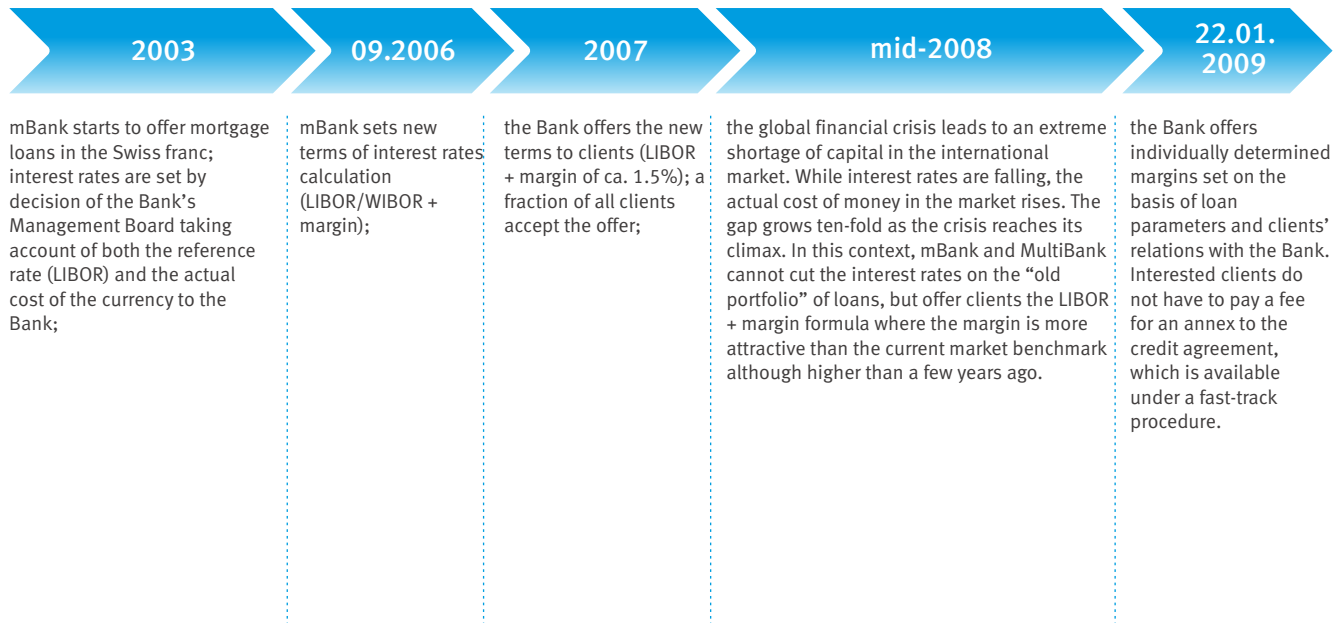 2003
mBank starts to offer mortgage
loans in the Swiss franc;
interest rates are set by
decision of the Bank's
Management Board taking
account of both the reference
rate (LIBOR) and the actual
cost of the currency to the
Bank;
09.2006
mBank sets new
terms of interest rates
calculation
(LIBOR/WIBOR +
margin);
2007
the Bank offers the new
terms to clients (LIBOR
+ margin of ca. 1.5%); a
fraction of all clients
accept the offer;
mid-2008
the global financial crisis leads to an extreme
shortage of capital in the international
market. While interest rates are falling, the
actual cost of money in the market rises. The
gap grows ten-fold as the crisis reaches its
climax. In this context, mBank and MultiBank
cannot cut the interest rates on the “old
portfolio” of loans, but offer clients the LIBOR
+ margin formula where the margin is more
attractive than the current market benchmark
although higher than a few years ago.
22.01.
2009
the Bank offers
individually determined
margins set on the
basis of loan
parameters and clients’
relations with the Bank.
Interested clients do
not have to pay a fee
for an annex to the
credit agreement,
which is available
under a fast-track
procedure.